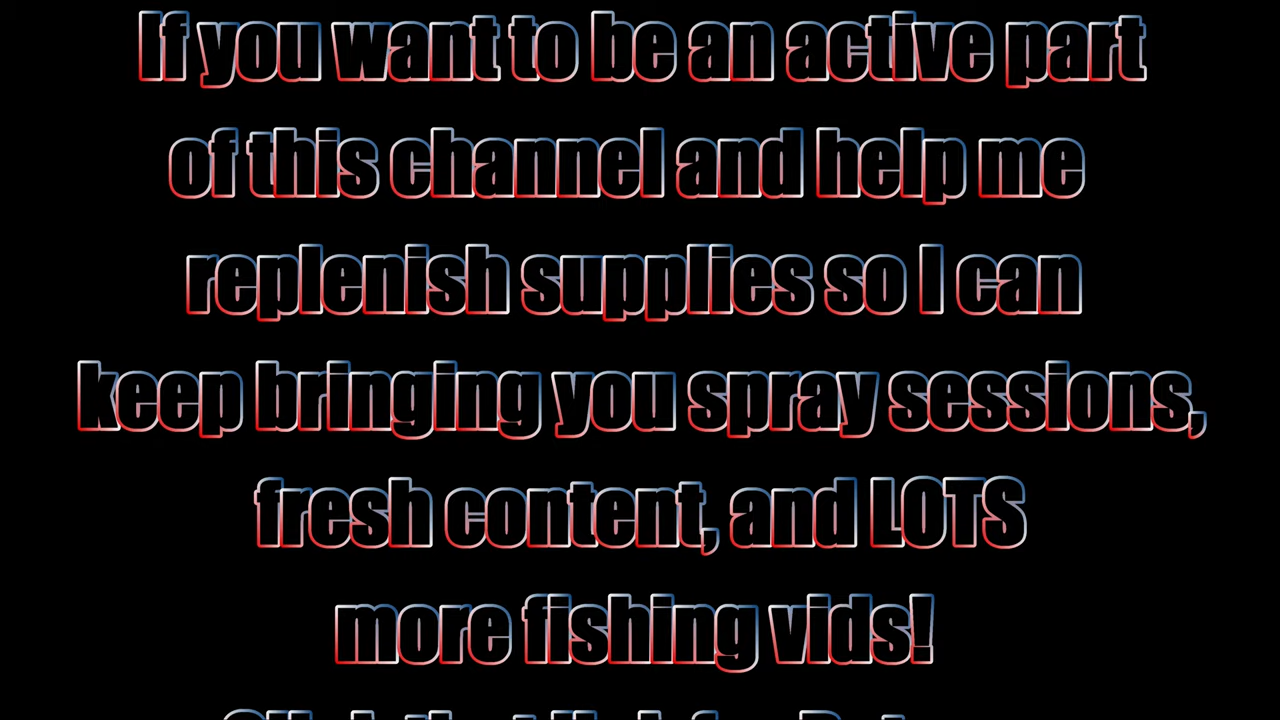 If you want to be an active part
of this channel and help me
replenish supplies so I can
keep bringing you spray sessions,
fresh content, and LOTS
more fishing vids!